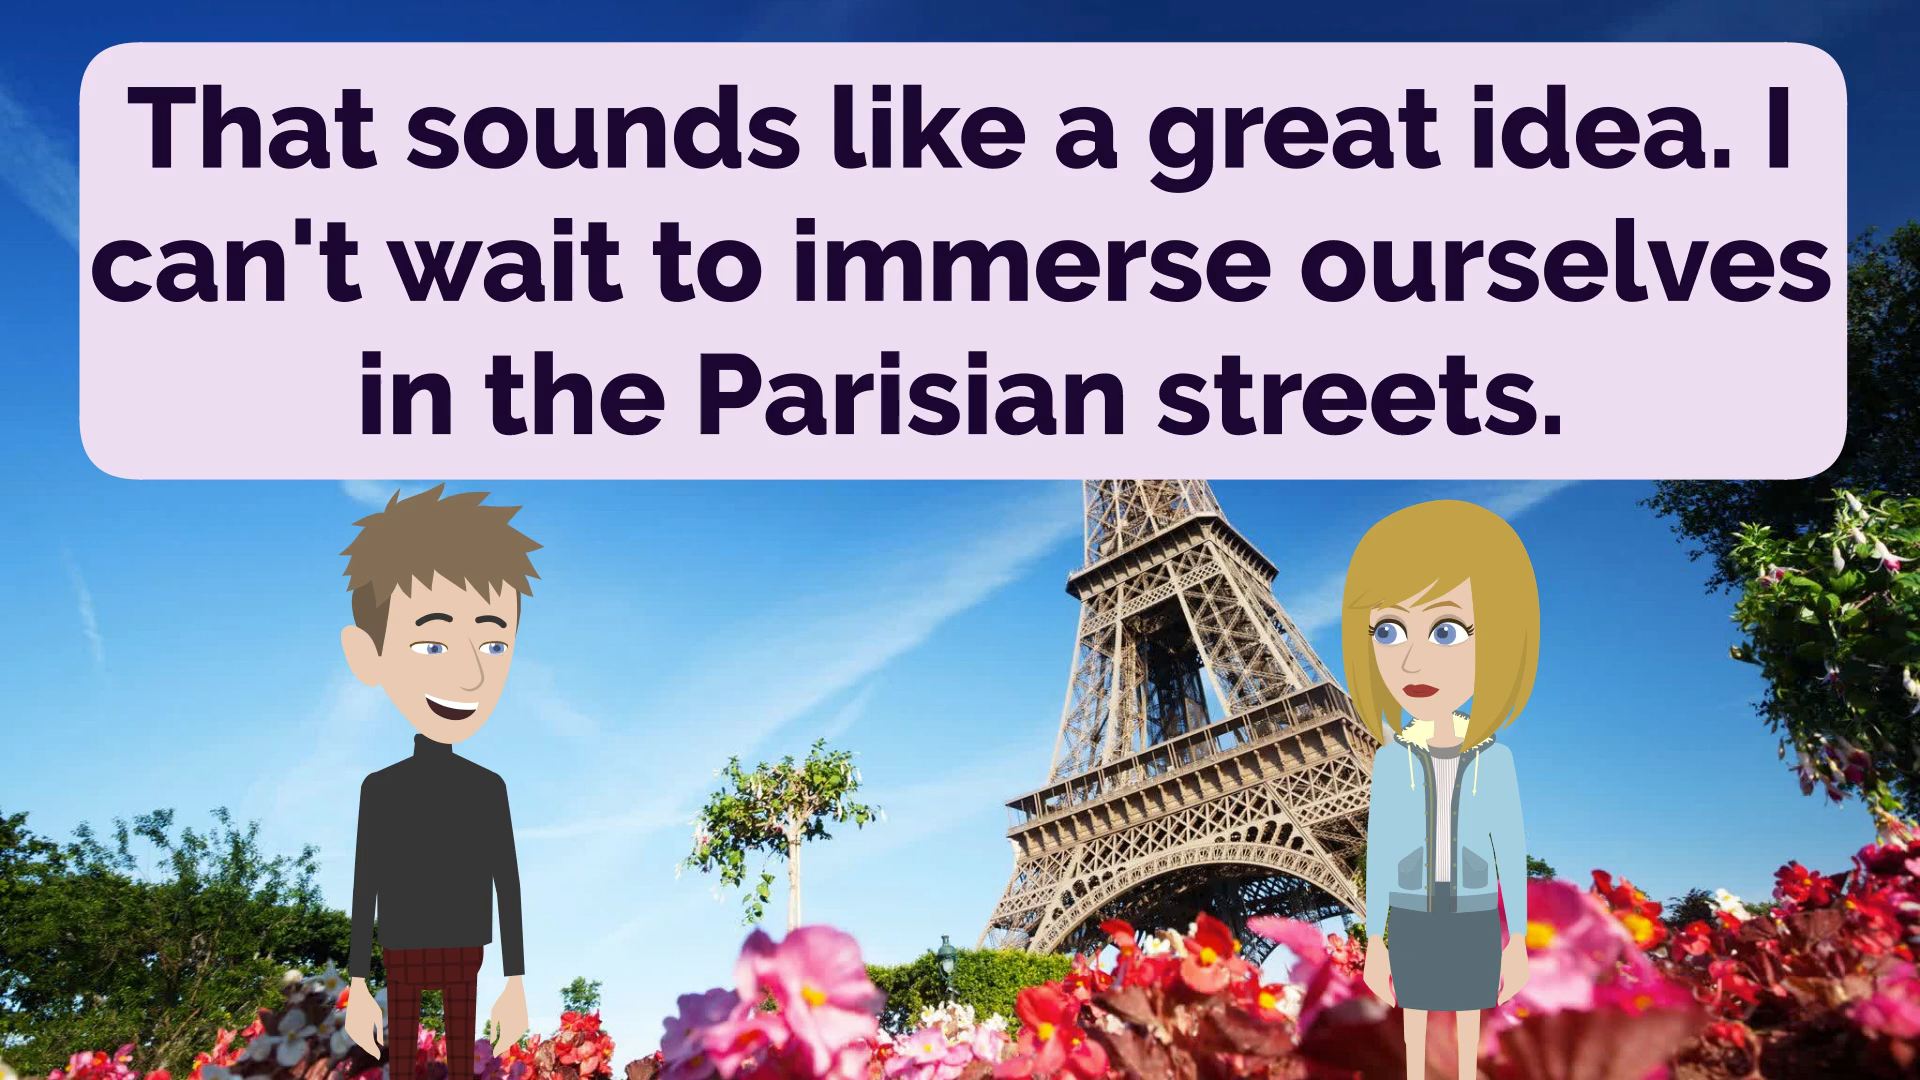 That sounds like a great idea. I
can't wait to immerse ourselves
in the Parisian streets.